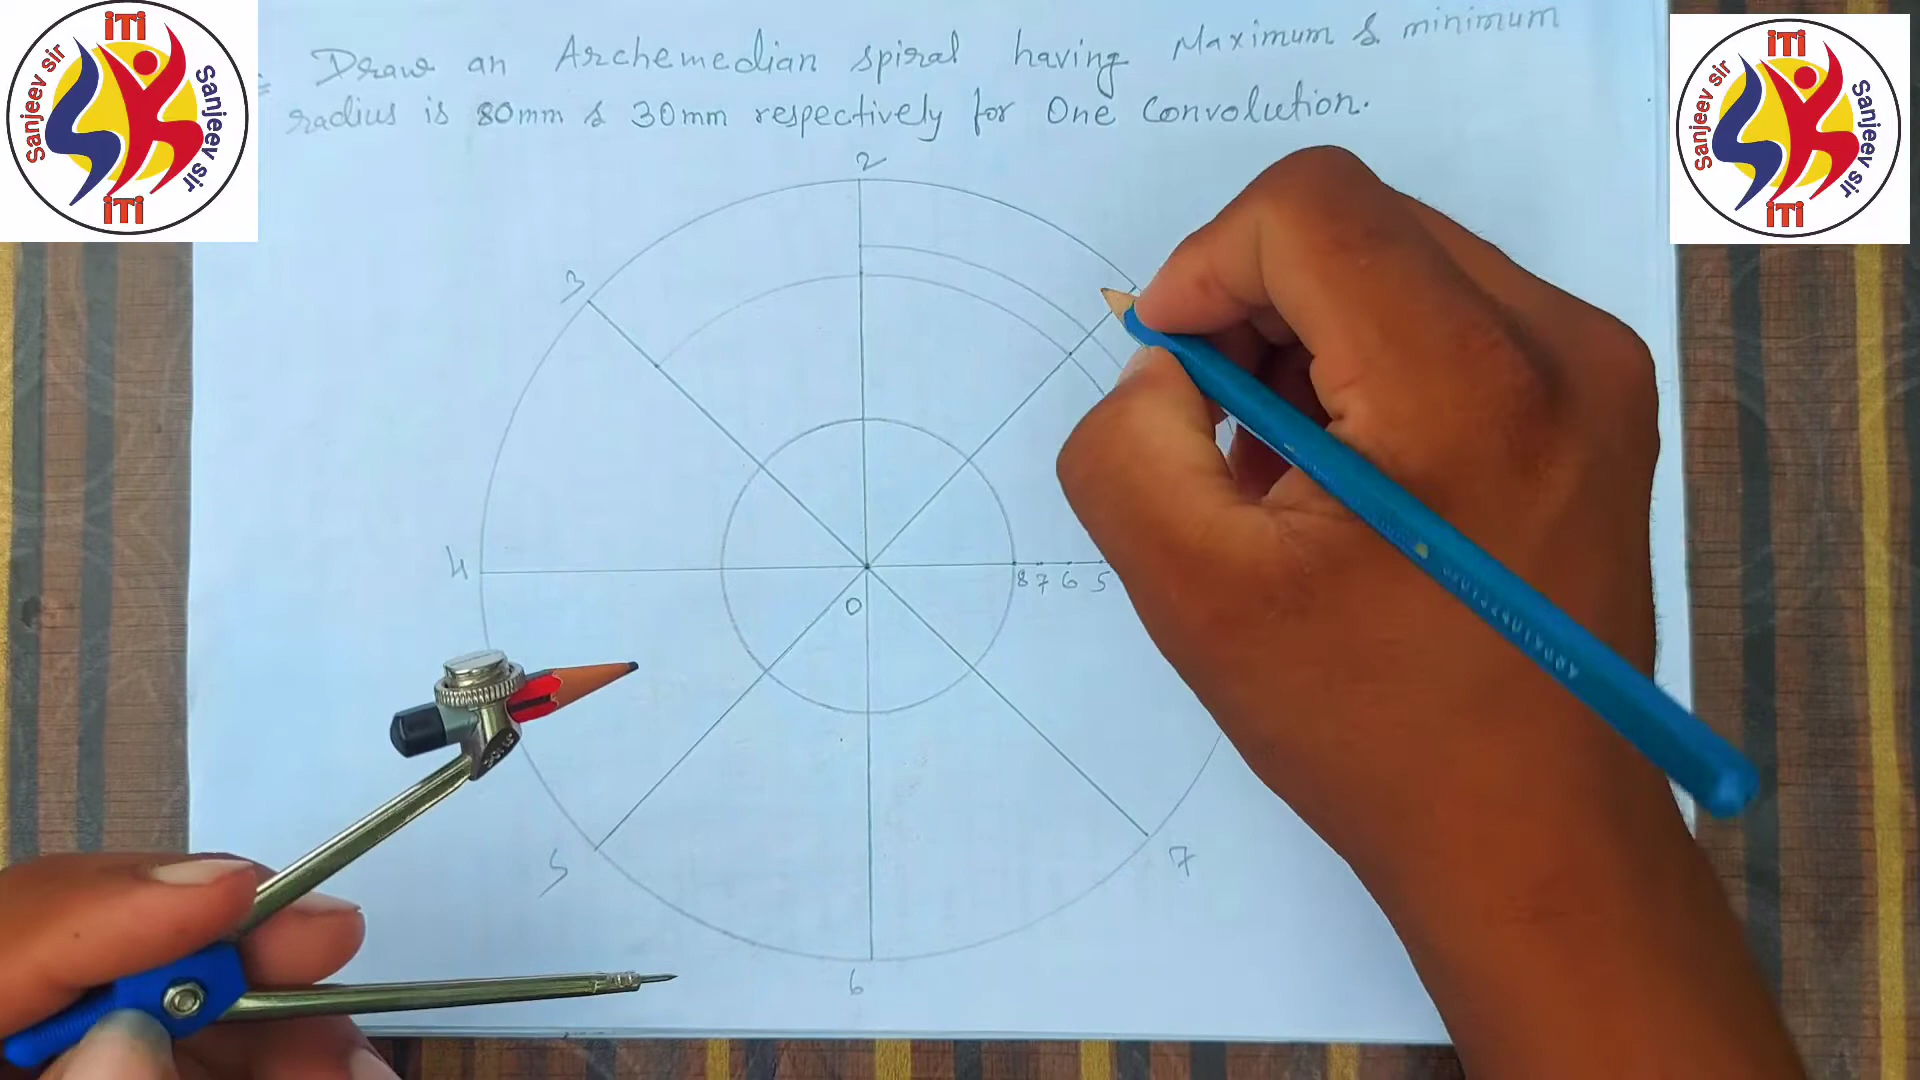 iTi
Sanjeev sir
Sanjeev sir
iTi
iTi
Sanjeev sir
Sanjeev sir
iTi
Draw an Archemedian spiral having Maximum & minimum
radius is 80mm & 30mm respectively for One Convolution.
2
3
4
8 7 6 5
0
5
7
6